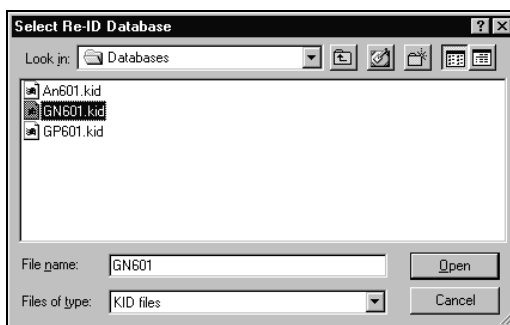 Select Re-ID Database
Look in: Databases
An601.kid
GN601.kid
GP601.kid
File name: GN601 Open
Files of type: KID files Cancel